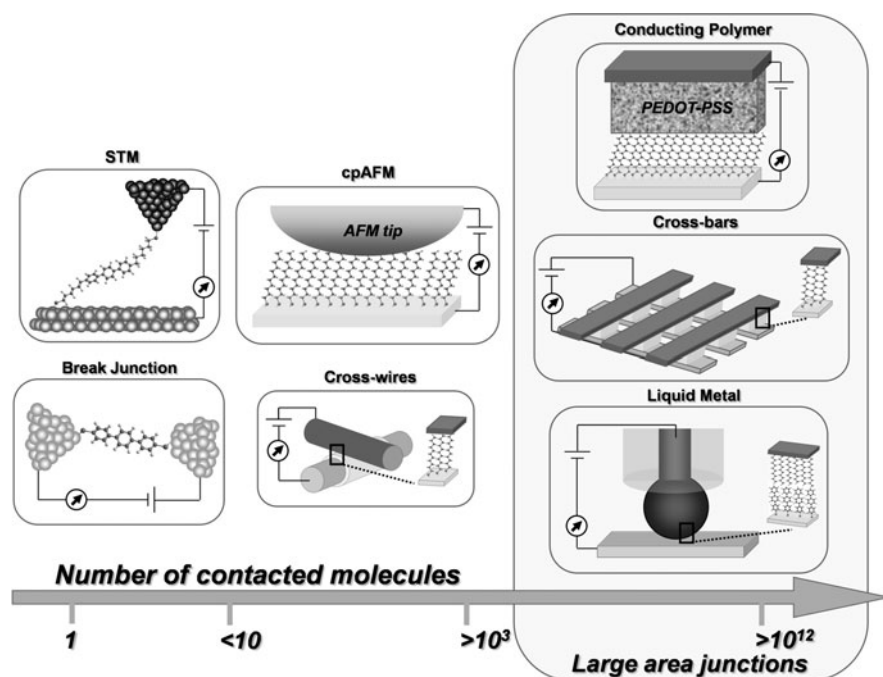 Conducting Polymer
PEDOT-PSS
STM
cpAFM
AFM tip
Cross-bars
Break Junction
Cross-wires
Liquid Metal
Number of contacted molecules
1
<10
>10³
>10¹²
Large area junctions